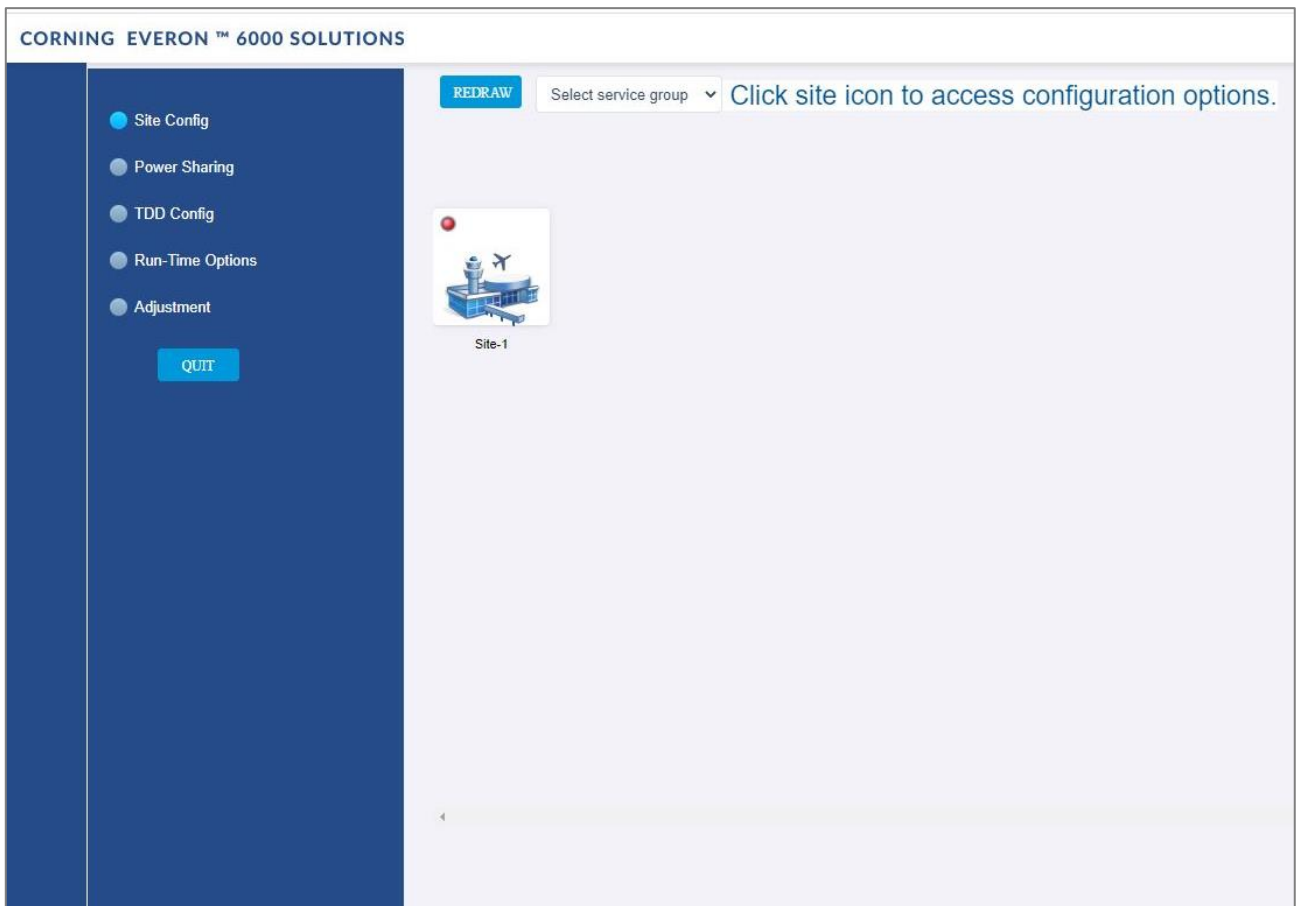 CORNING EVERON ™ 6000 SOLUTIONS
REDRAW
Select service group
Click site icon to access configuration options.
Site Config
Power Sharing
TDD Config
Run-Time Options
Adjustment
QUIT
Site-1